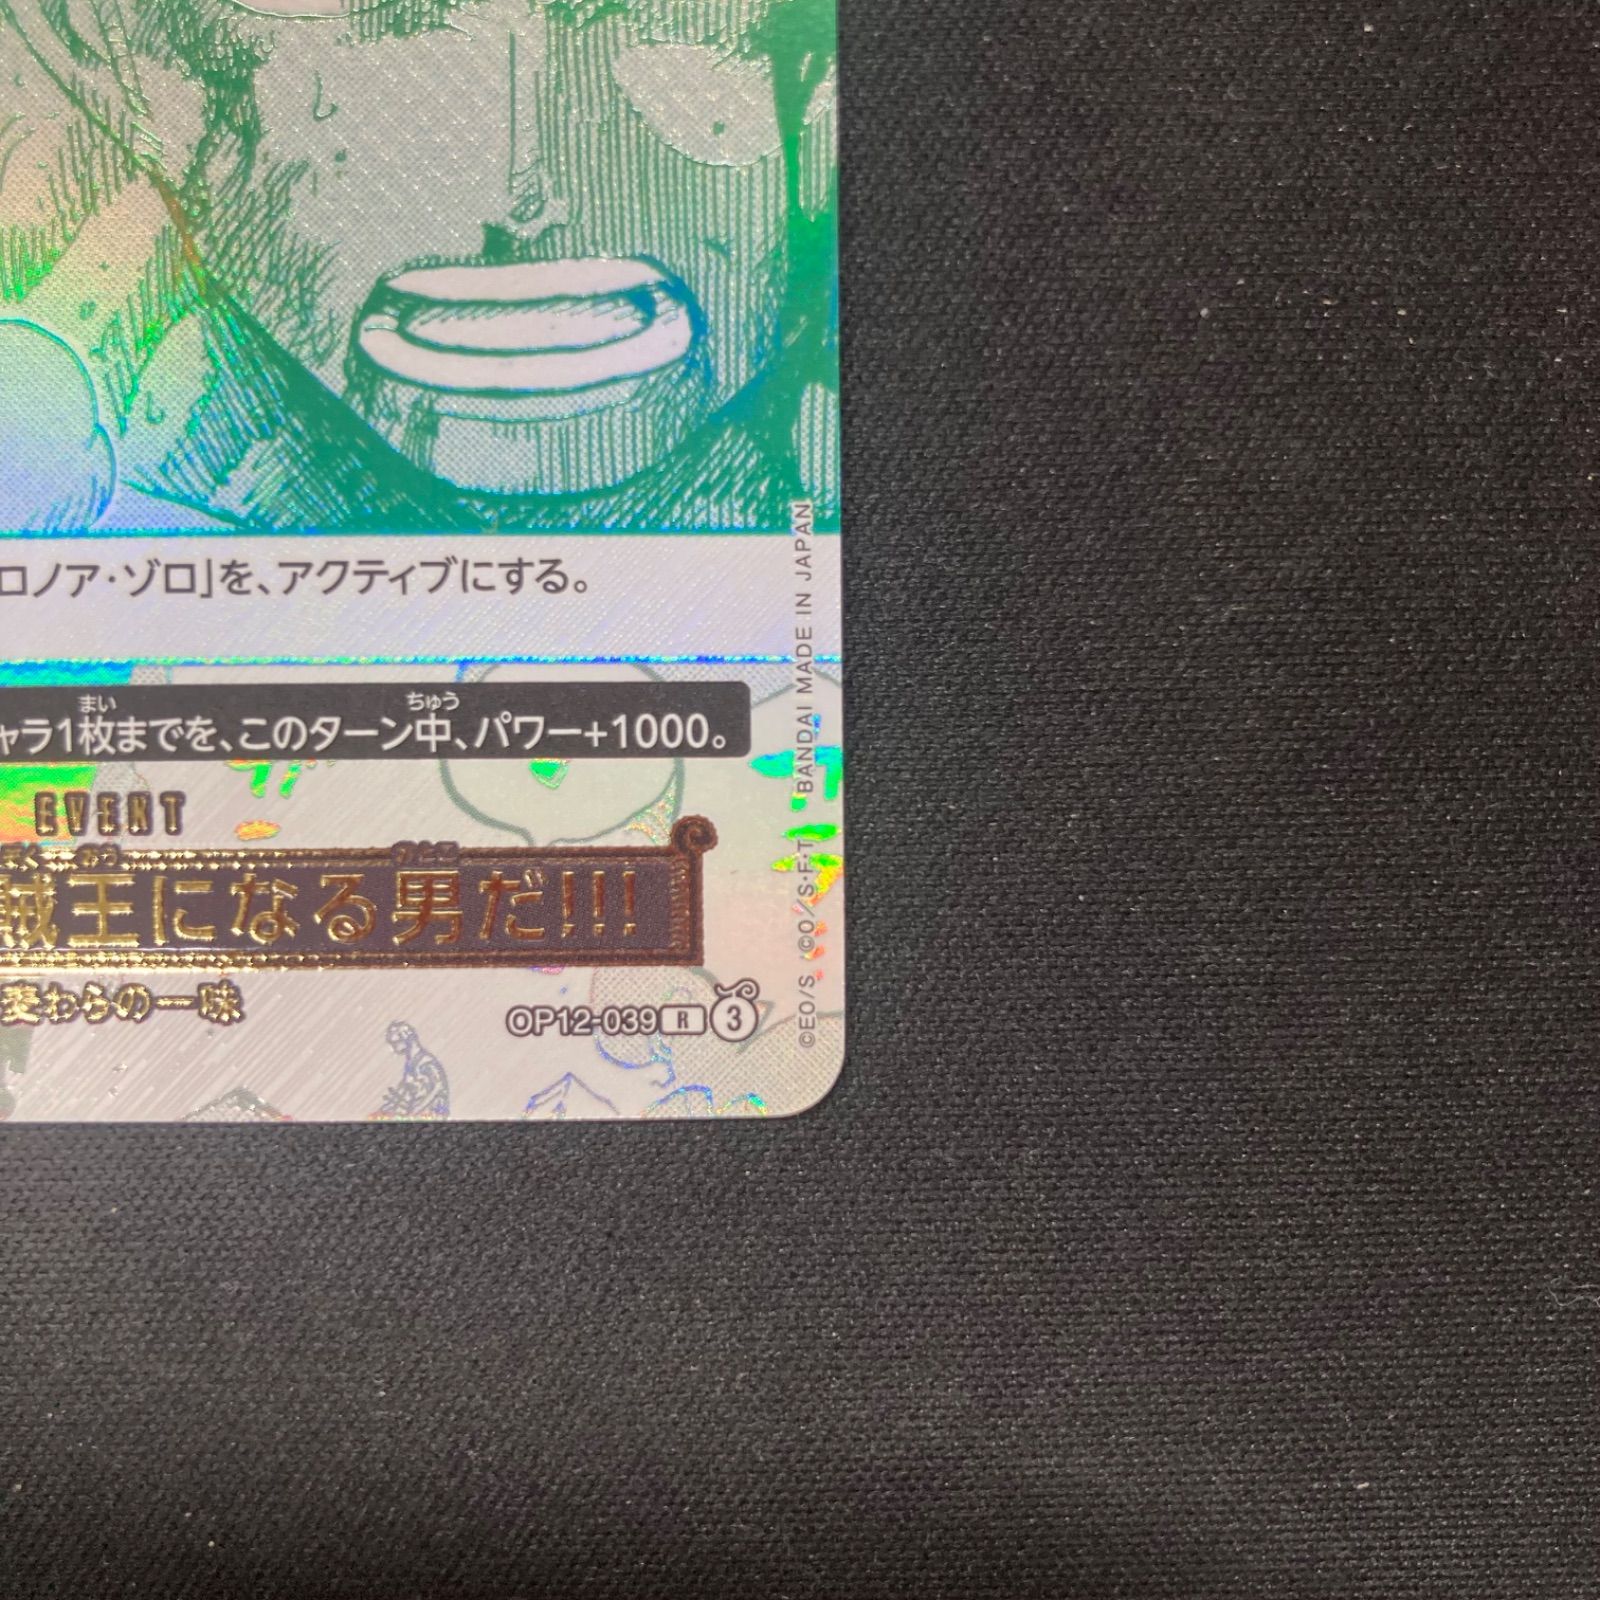 ロノア・ゾロ」を、アクティブにする。
まい ちゅう
ャラ1枚までを、このターン中、パワー+1000。
EVENT
賊王になる男だ!!!
麦わらの一味
OP12-039 R 3
©EO/S ©O/S・F・T BANDAI MADE IN JAPAN